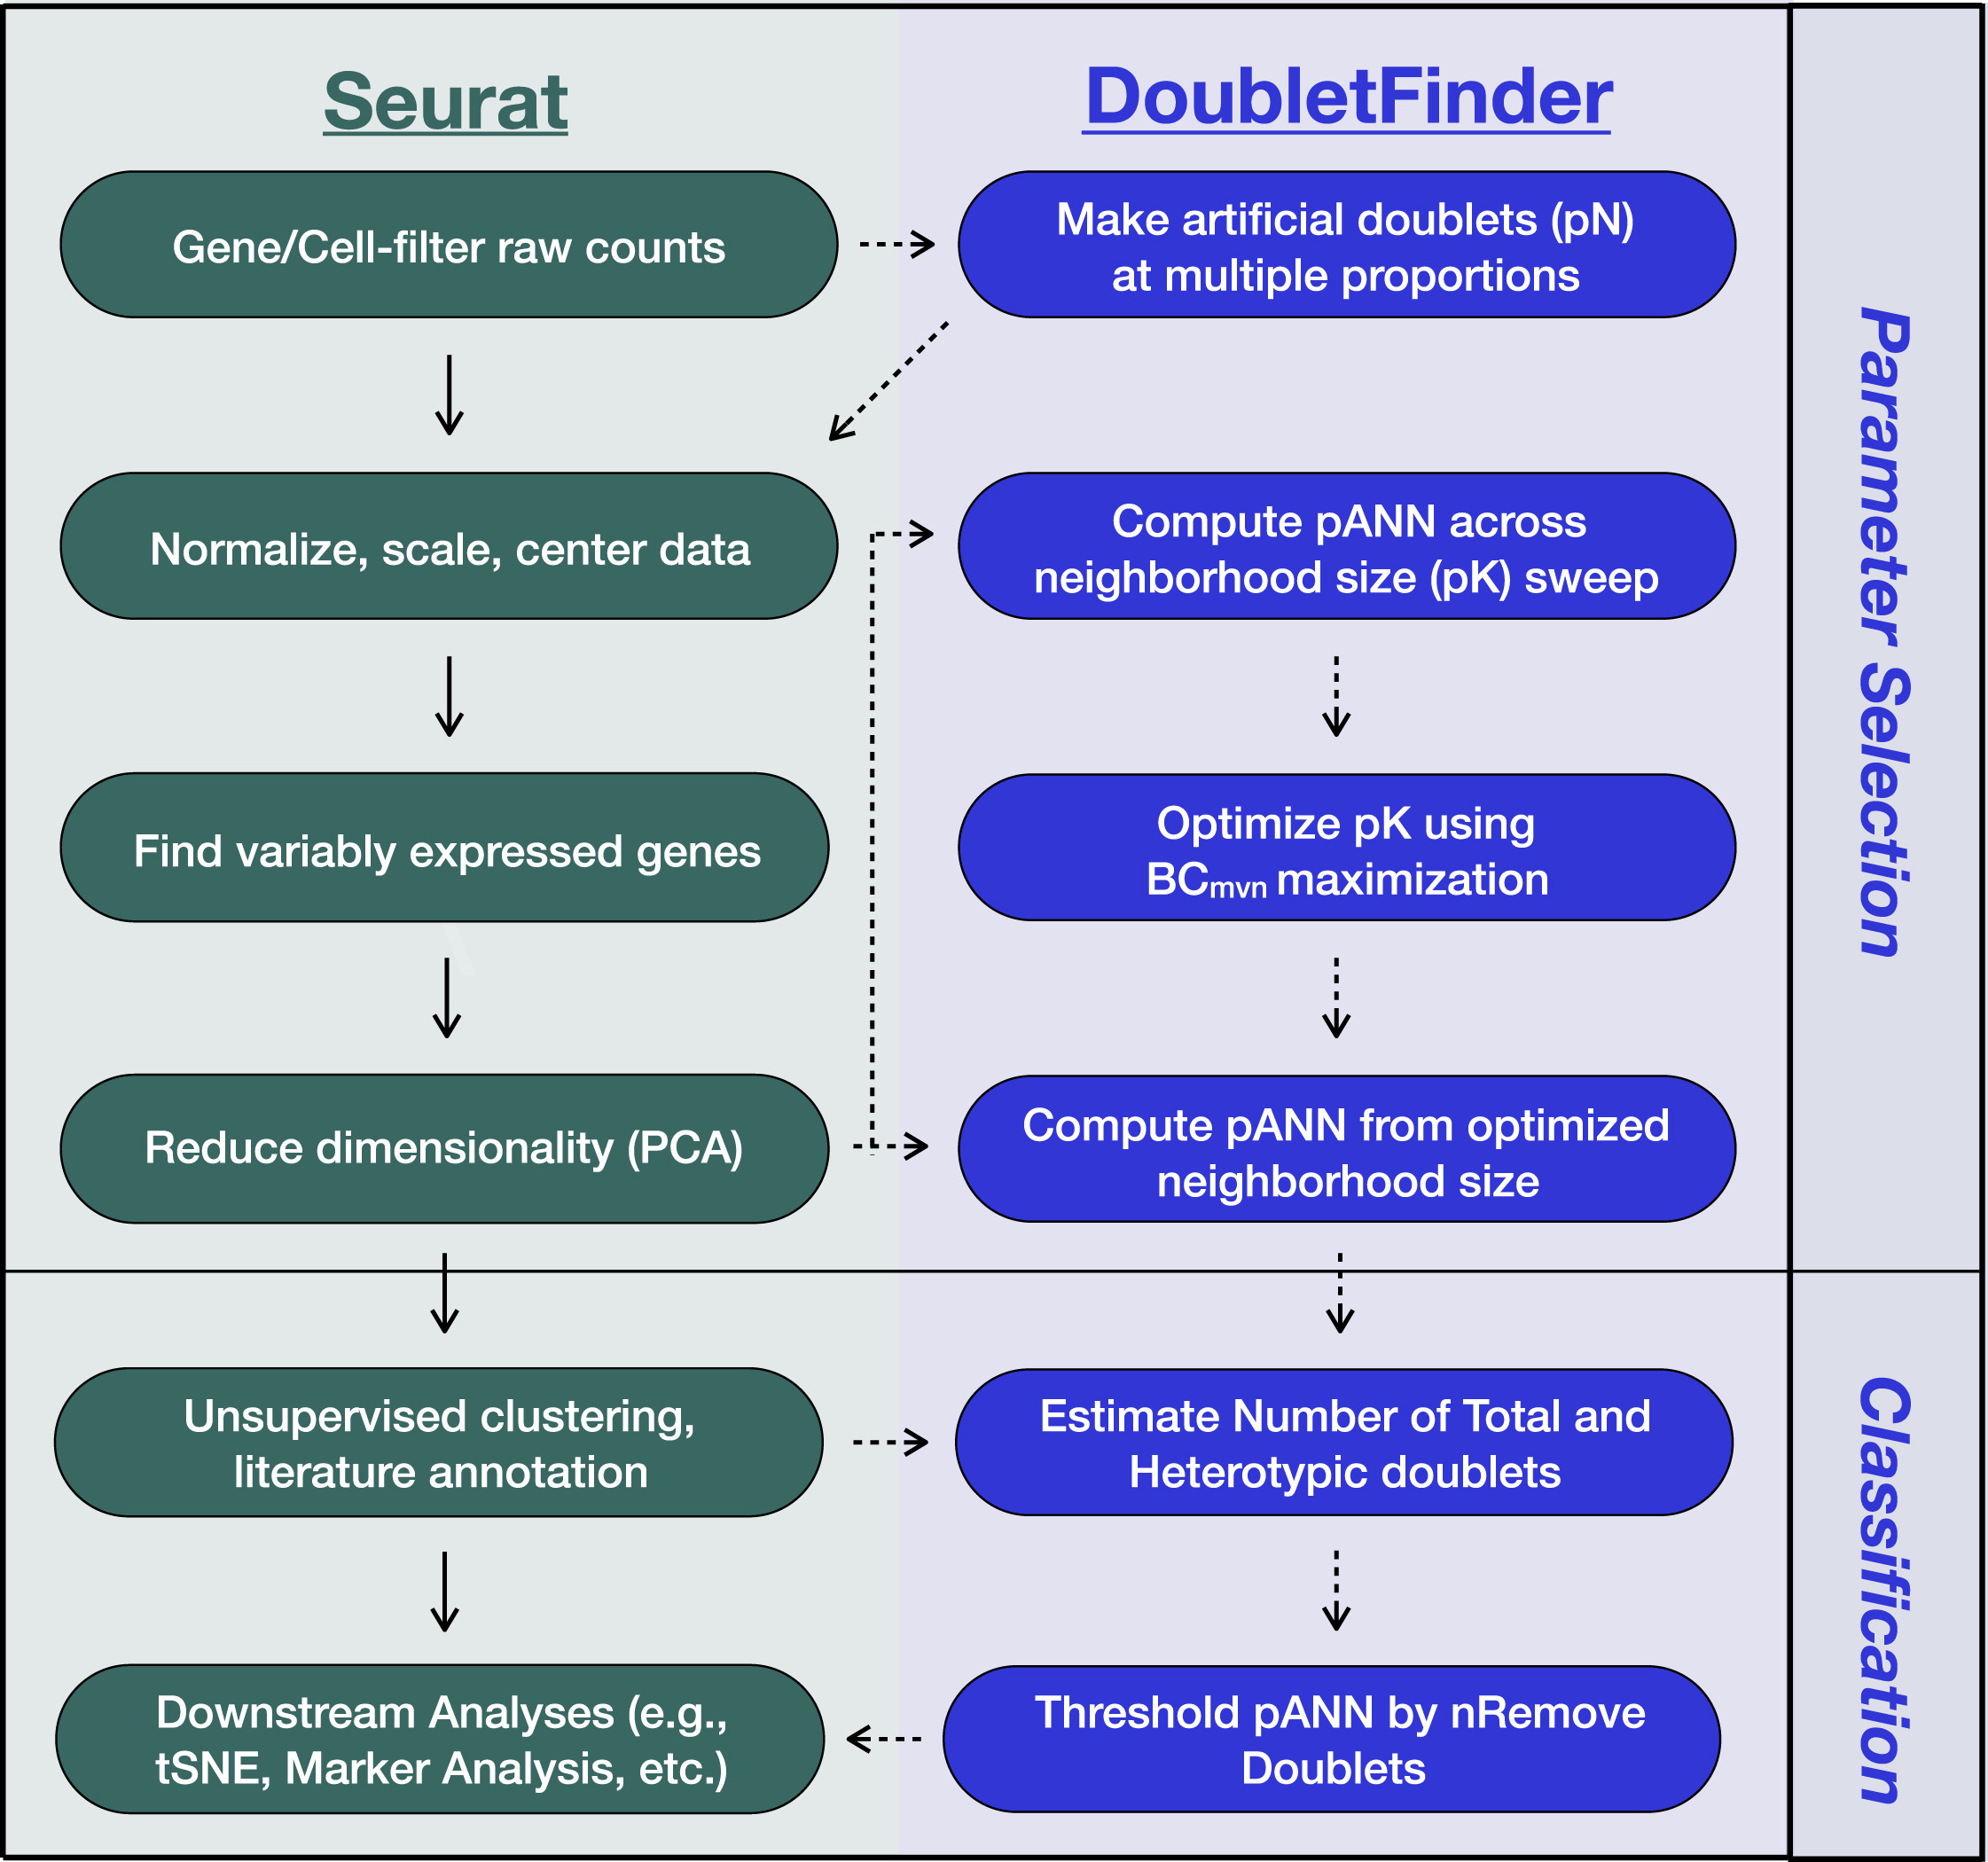 Seurat
DoubletFinder
Gene/Cell-filter raw counts
Make artificial doublets (pN)
at multiple proportions
Normalize, scale, center data
Compute pANN across
neighborhood size (pK) sweep
Find variably expressed genes
Optimize pK using
BCmvn maximization
Reduce dimensionality (PCA)
Compute pANN from optimized
neighborhood size
Parameter Selection
Unsupervised clustering,
literature annotation
Estimate Number of Total and
Heterotypic doublets
Downstream Analyses (e.g.,
tSNE, Marker Analysis, etc.)
Threshold pANN by nRemove
Doublets
Classification